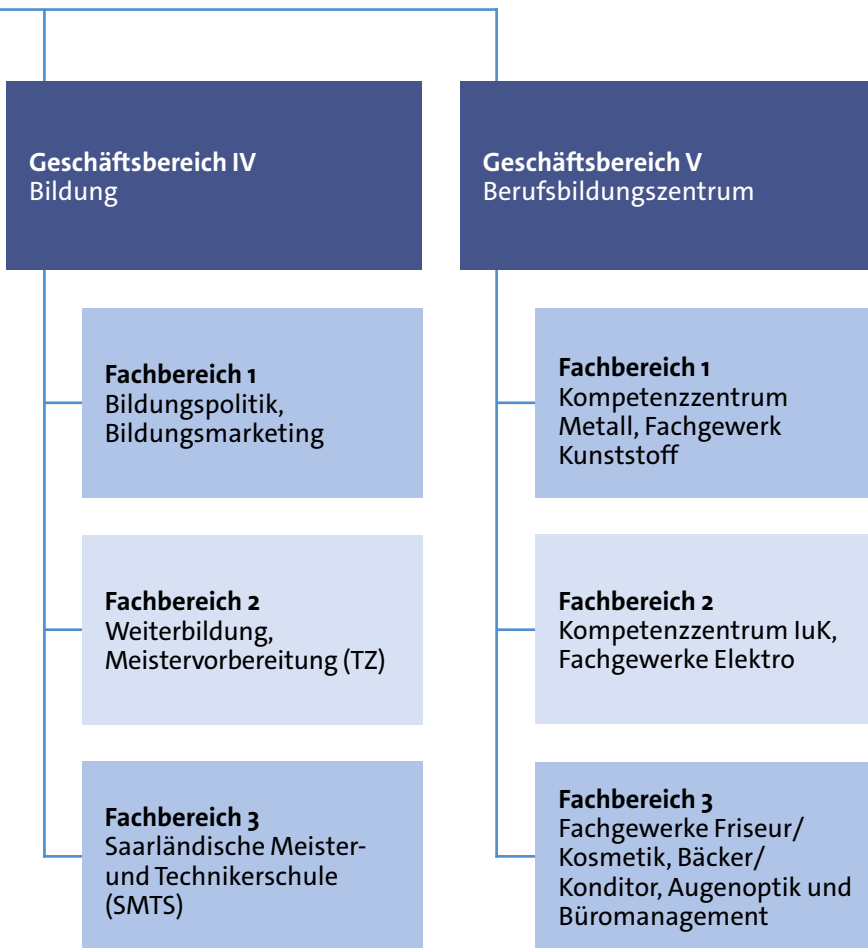 Geschäftsbereich IV
Bildung
Fachbereich 1
Bildungspolitik,
Bildungsmarketing
Fachbereich 2
Weiterbildung,
Meistervorbereitung (TZ)
Fachbereich 3
Saarländische Meister-
und Technikerschule
(SMTS)
Geschäftsbereich V
Berufsbildungszentrum
Fachbereich 1
Kompetenzzentrum
Metall, Fachgewerk
Kunststoff
Fachbereich 2
Kompetenzzentrum IuK,
Fachgewerke Elektro
Fachbereich 3
Fachgewerke Friseur/
Kosmetik, Bäcker/
Konditor, Augenoptik und
Büromanagement